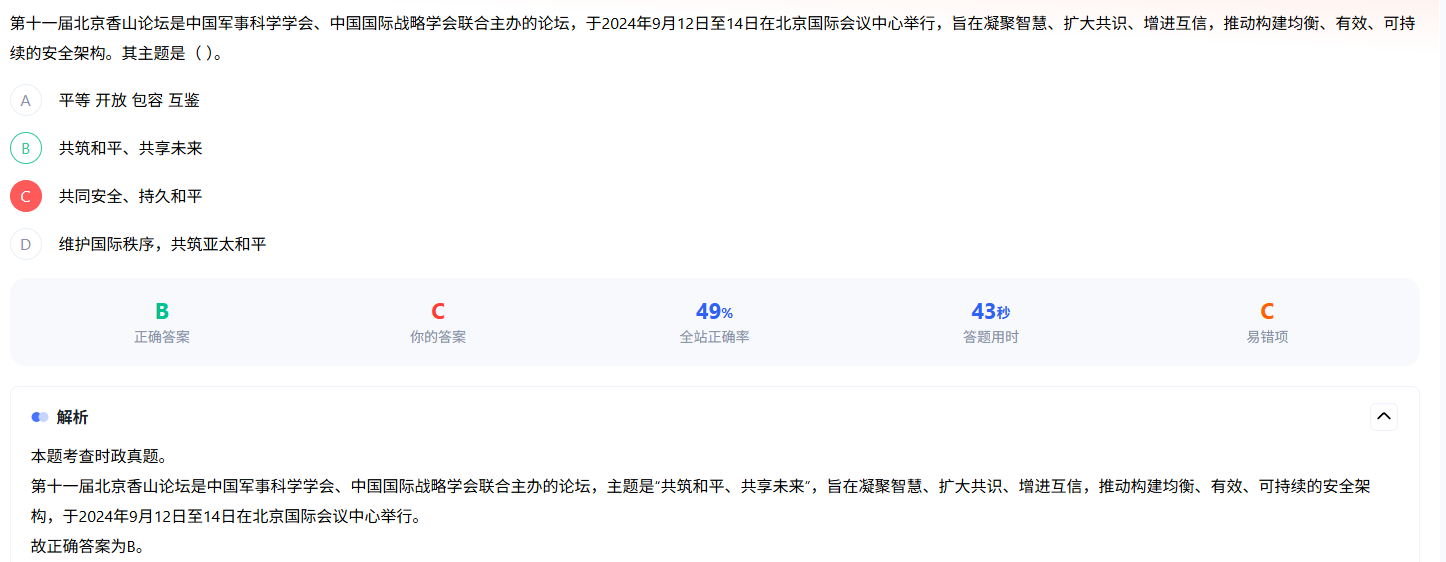 第十一届北京香山论坛是中国军事科学学会、中国国际战略学会联合主办的论坛，于2024年9月12日至14日在北京国际会议中心举行，旨在凝聚智慧、扩大共识、增进互信，推动构建均衡、有效、可持
续的安全架构。其主题是（ ）。
A 平等 开放 包容 互鉴
B 共筑和平、共享未来
C 共同安全、持久和平
D 维护国际秩序，共筑亚太和平
B C 49% 43秒 C
正确答案 你的答案 全站正确率 答题用时 易错项
解析
本题考查时政真题。
第十一届北京香山论坛是中国军事科学学会、中国国际战略学会联合主办的论坛，主题是“共筑和平、共享未来”，旨在凝聚智慧、扩大共识、增进互信，推动构建均衡、有效、可持续的安全架
构，于2024年9月12日至14日在北京国际会议中心举行。
故正确答案为B。